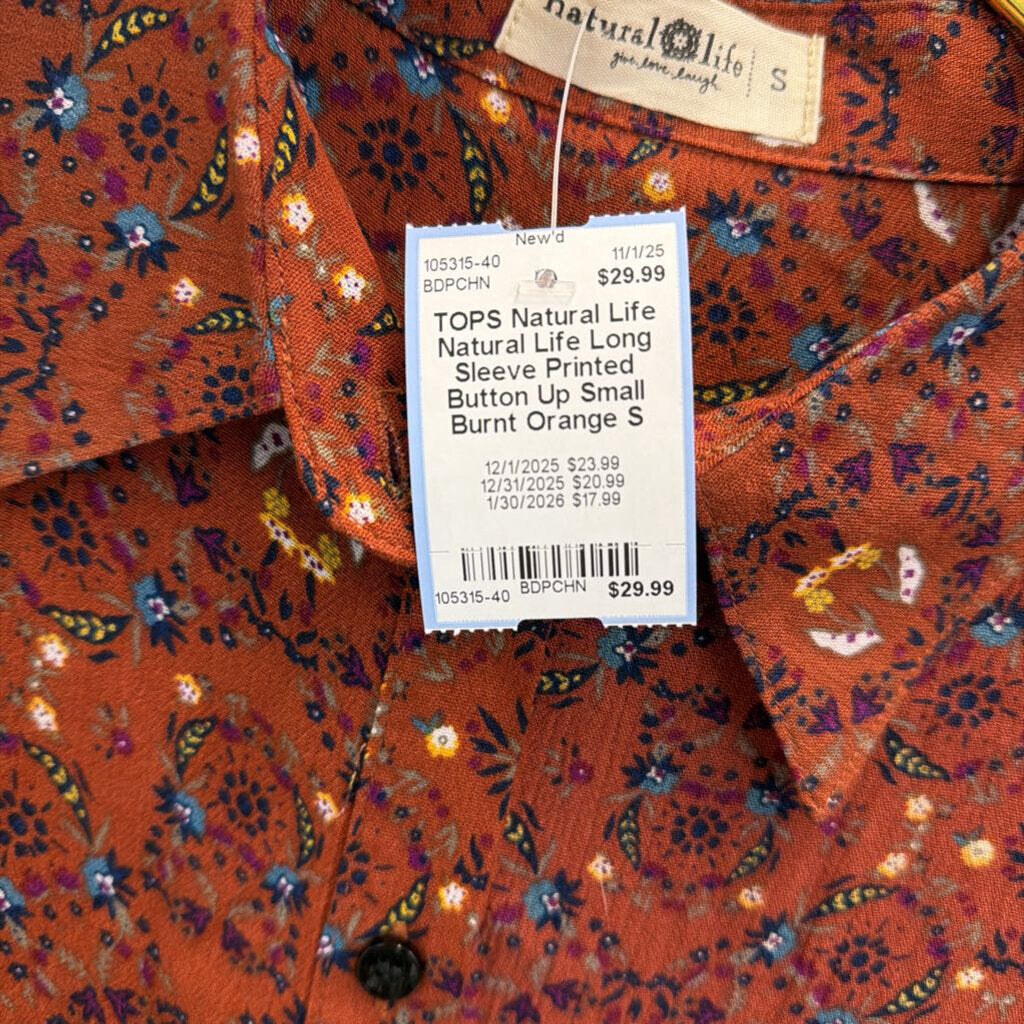 natural life
give. love. laugh
S
New'd
105315-40 11/1/25
BDPCHN $29.99
TOPS Natural Life
Natural Life Long
Sleeve Printed
Button Up Small
Burnt Orange S
12/1/2025 $23.99
12/31/2025 $20.99
1/30/2026 $17.99
105315-40 BDPCHN $29.99